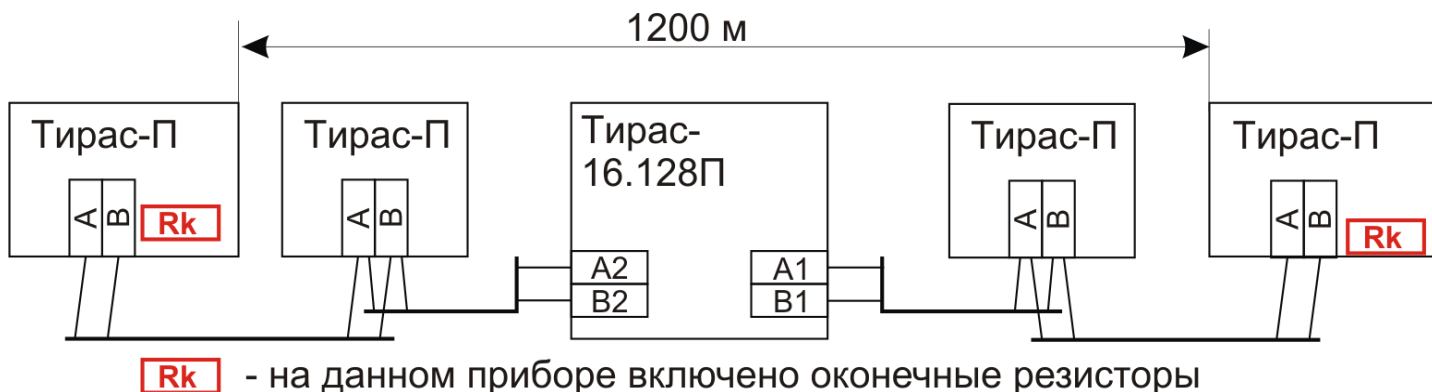 1200 м
Тирас-П
Тирас-П
Тирас-
16.128П
Тирас-П
Тирас-П
A
B
Rk
A
B
A2
B2
A1
B1
A
B
A
B
Rk
Rk - на данном приборе включено оконечные резисторы